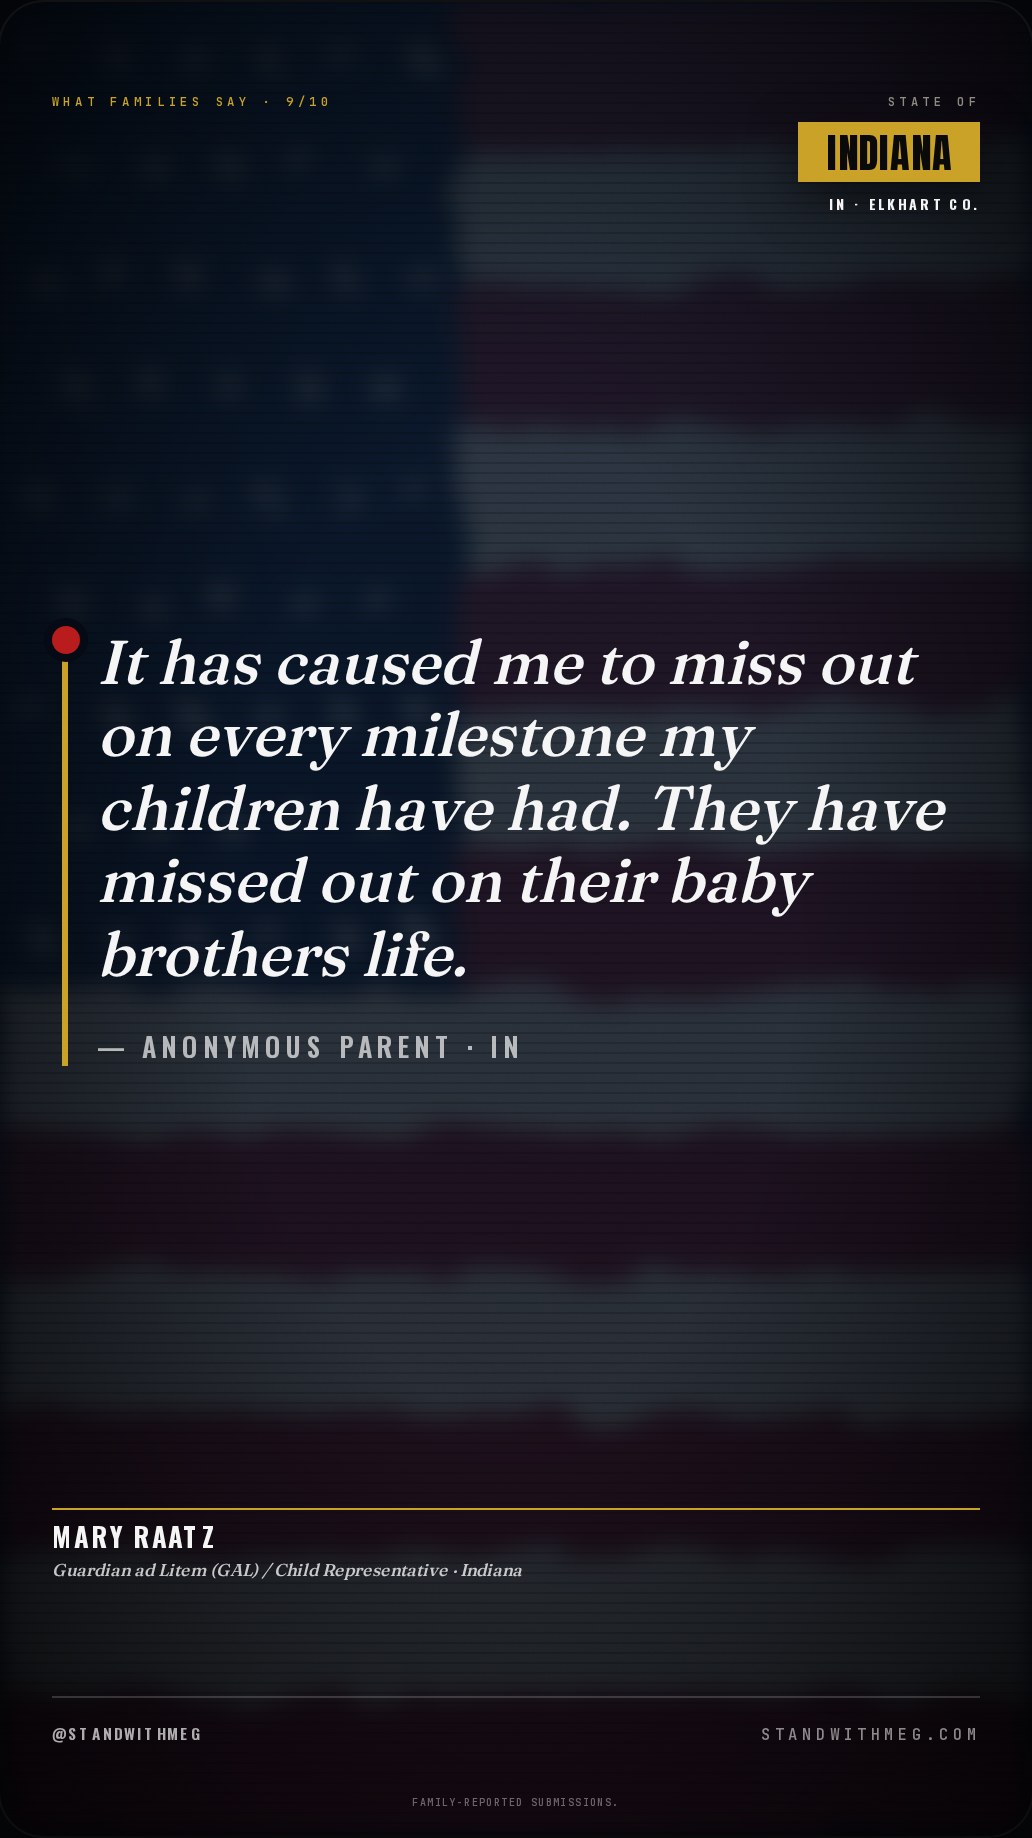 WHAT FAMILIES SAY · 9/10
STATE OF
INDIANA
IN · ELKHART CO.
It has caused me to miss out
on every milestone my
children have had. They have
missed out on their baby
brothers life.
— ANONYMOUS PARENT · IN
MARY RAATZ
Guardian ad Litem (GAL) / Child Representative · Indiana
@STANDWITHMEG
STANDWITHMEG.COM
FAMILY-REPORTED SUBMISSIONS.